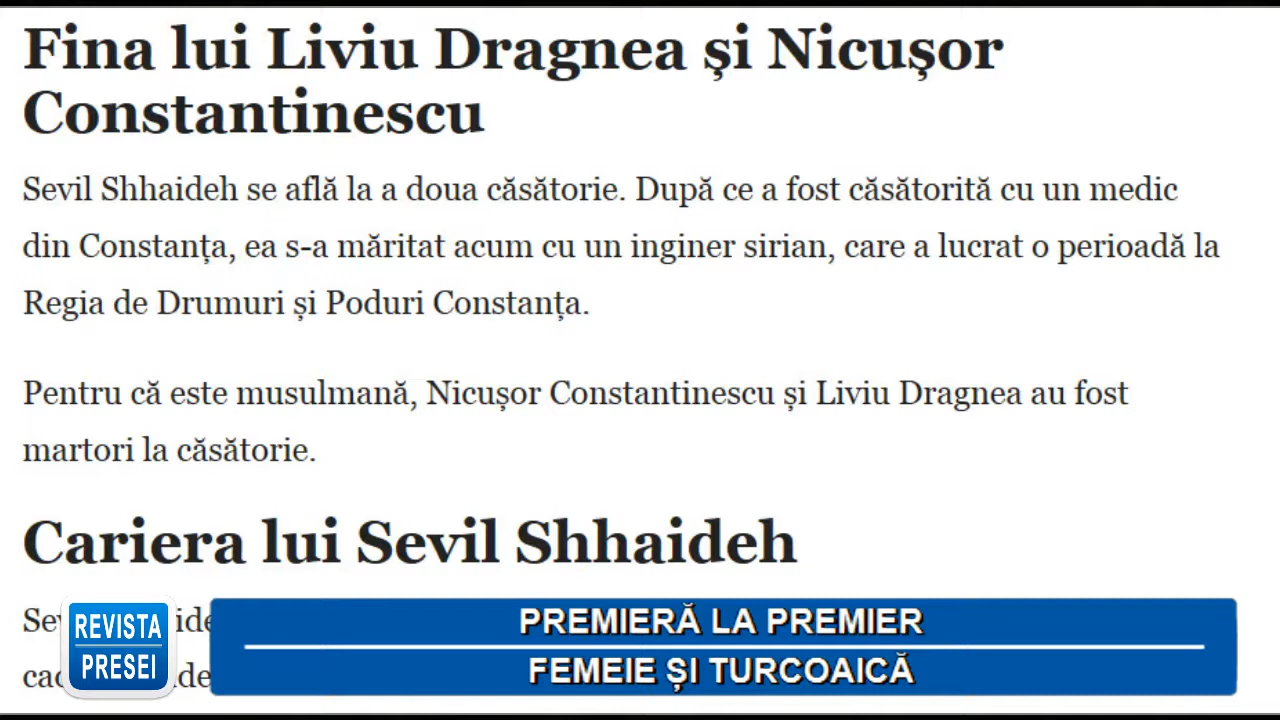 Fina lui Liviu Dragnea și Nicușor
Constantinescu
Sevil Shhaideh se află la a doua căsătorie. După ce a fost căsătorită cu un medic
din Constanța, ea s-a măritat acum cu un inginer sirian, care a lucrat o perioadă la
Regia de Drumuri și Poduri Constanța.
Pentru că este musulmană, Nicușor Constantinescu și Liviu Dragnea au fost
martori la căsătorie.
Cariera lui Sevil Shhaideh
REVISTA
PRESEI
PREMIERĂ LA PREMIER
FEMEIE ȘI TURCOAICĂ